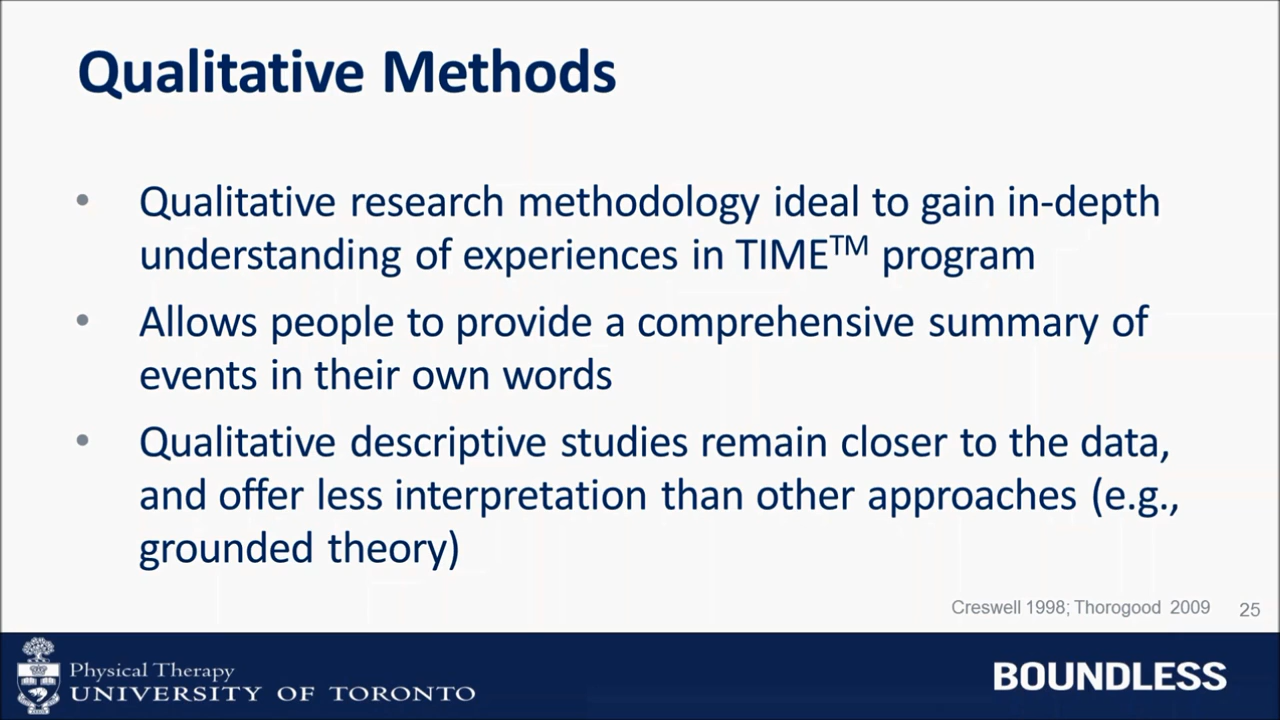 Qualitative Methods
• Qualitative research methodology ideal to gain in-depth
understanding of experiences in TIME™ program
• Allows people to provide a comprehensive summary of
events in their own words
• Qualitative descriptive studies remain closer to the data,
and offer less interpretation than other approaches (e.g.,
grounded theory)
Creswell 1998; Thorogood 2009 25
Physical Therapy
UNIVERSITY OF TORONTO
BOUNDLESS